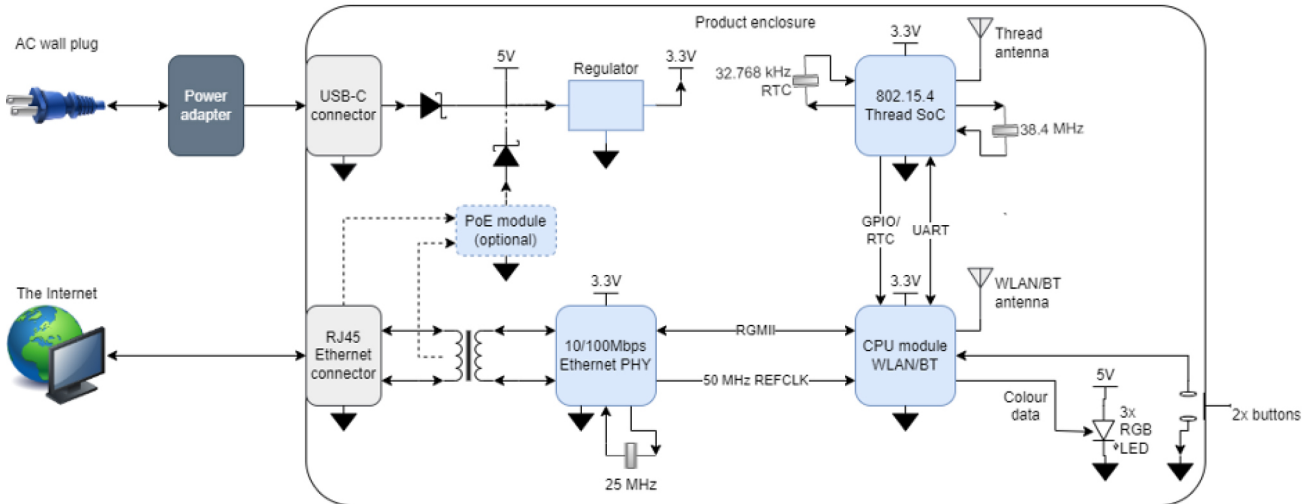 Product enclosure
AC wall plug
Power
adapter
USB-C
connector
5V
Regulator
3.3V
32.768 kHz
RTC
3.3V
802.15.4
Thread SoC
Thread
antenna
38.4 MHz
PoE module
(optional)
GPIO/
RTC
UART
The Internet
RJ45
Ethernet
connector
3.3V
10/100Mbps
Ethernet PHY
25 MHz
RGMII
50 MHz REFCLK
3.3V
CPU module
WLAN/BT
WLAN/BT
antenna
Colour
data
5V
3x
RGB
LED
2x buttons